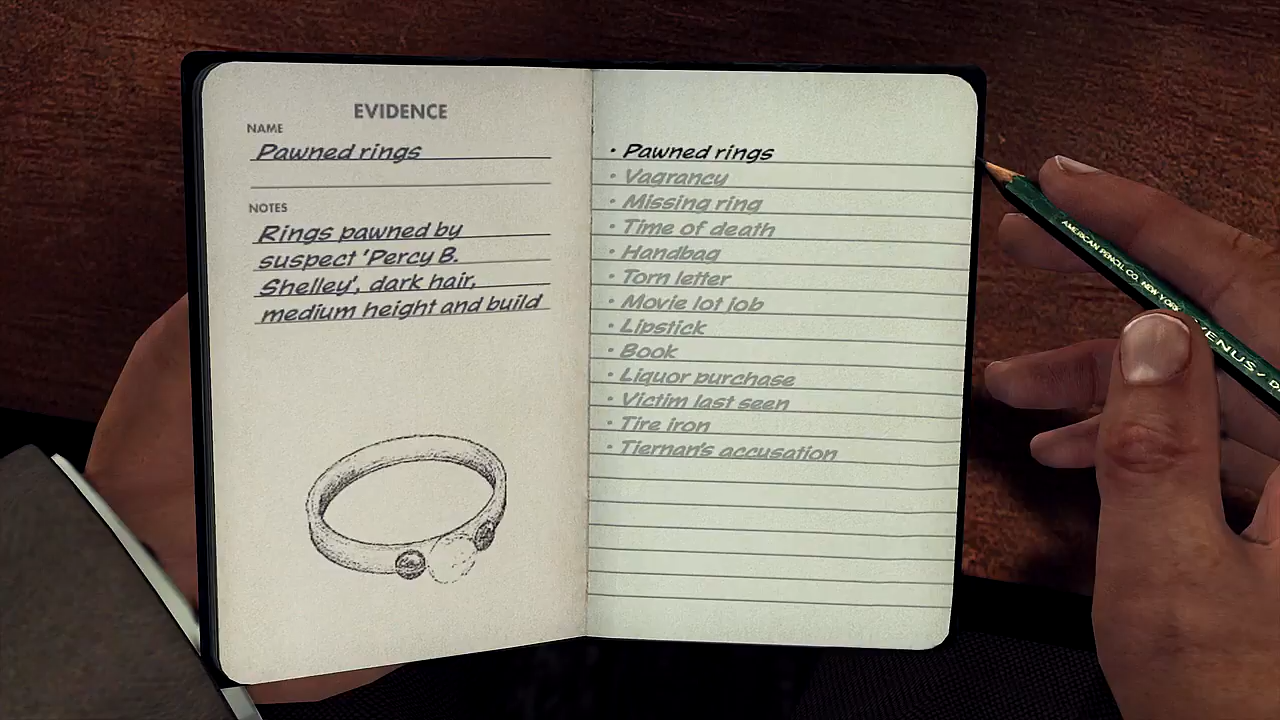 EVIDENCE
NAME
Pawned rings
NOTES
Rings pawned by
suspect 'Percy B.
Shelley', dark hair,
medium height and build
• Pawned rings
• Vagrancy
• Missing ring
• Time of death
• Handbag
• Torn letter
• Movie lot job
• Lipstick
• Book
• Liquor purchase
• Victim last seen
• Tire iron
• Tiernan's accusation
AMERICAN PENCIL CO. NEW YORK VENUS